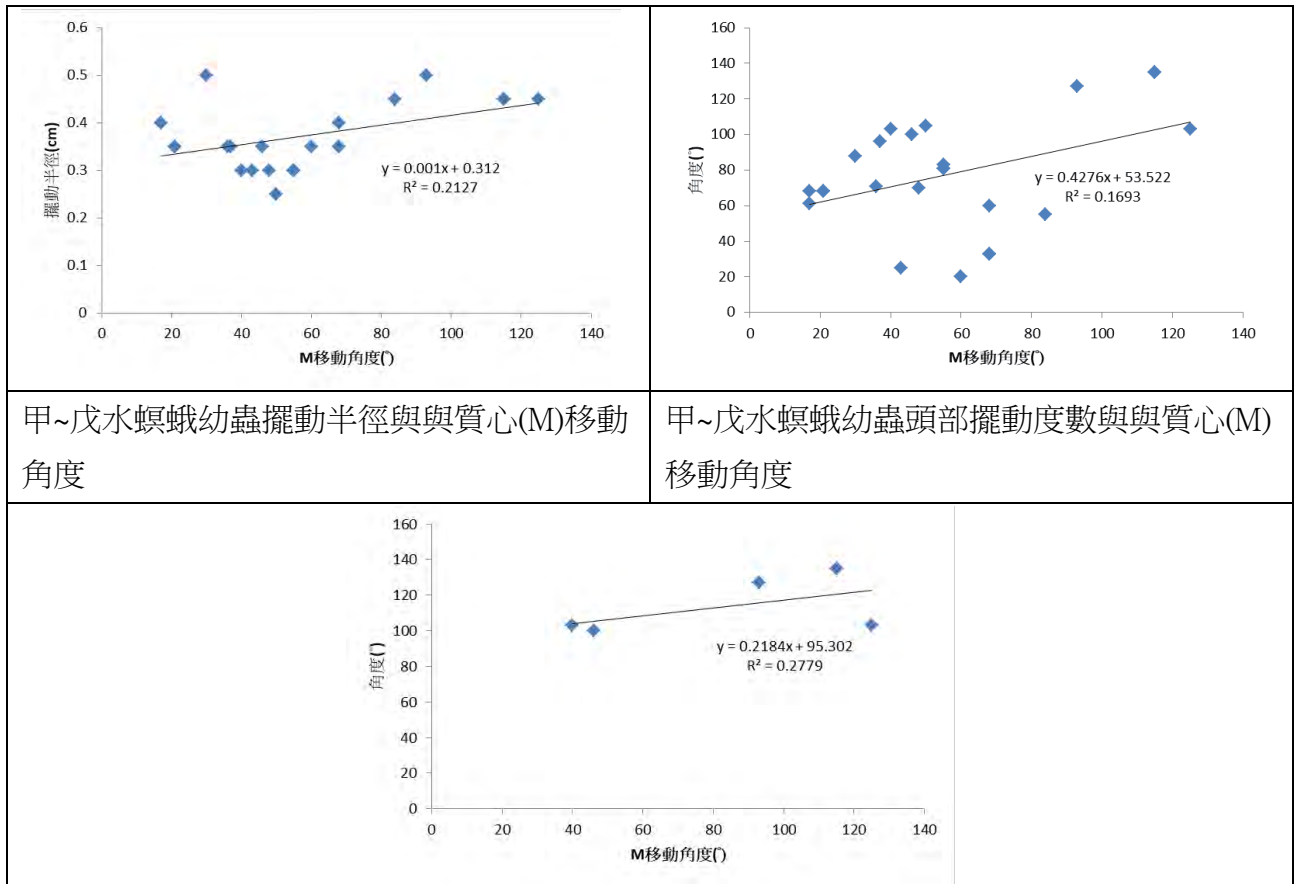 0.6
0.5
0.4
0.3
0.2
0.1
0
擺動半徑(cm)
y = 0.001x + 0.312
R² = 0.2127
0 20 40 60 80 100 120 140
M移動角度(°)
160
140
120
100
80
60
40
20
0
角度(°)
y = 0.4276x + 53.522
R² = 0.1693
0 20 40 60 80 100 120 140
M移動角度(°)
甲~戊水螟蛾幼蟲擺動半徑與與質心(M)移動
角度
甲~戊水螟蛾幼蟲頭部擺動度數與與質心(M)
移動角度
160
140
120
100
80
60
40
20
0
角度(°)
y = 0.2184x + 95.302
R² = 0.2779
0 20 40 60 80 100 120 140
M移動角度(°)